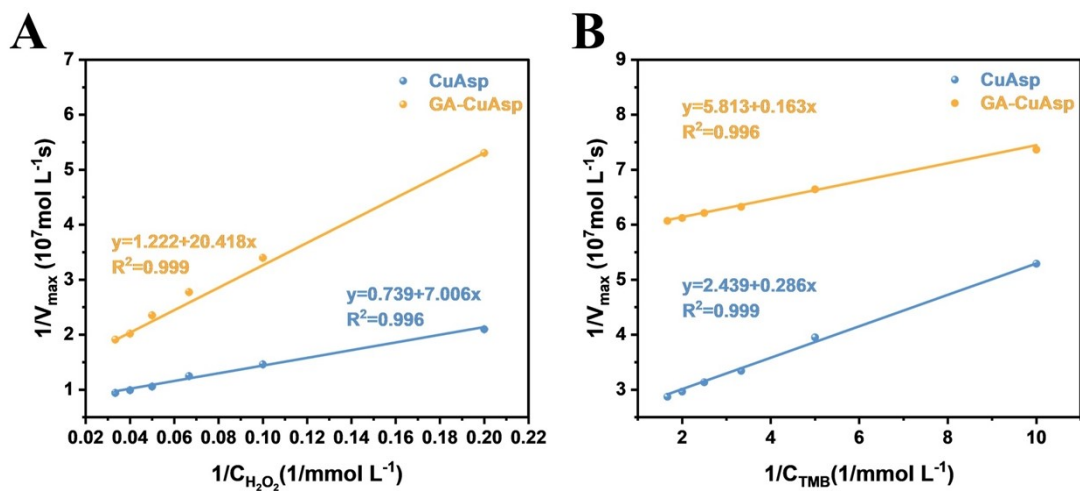 A
7
6
5
4
3
2
1
1/Vmax (10⁷mol L⁻¹s)
CuAsp
GA-CuAsp
y=1.222+20.418x
R²=0.999
y=0.739+7.006x
R²=0.996
0.02 0.04 0.06 0.08 0.10 0.12 0.14 0.16 0.18 0.20 0.22
1/C_H₂O₂(1/mmol L⁻¹)
B
9
8
7
6
5
4
3
1/Vmax (10⁷mol L⁻¹s)
CuAsp
GA-CuAsp
y=5.813+0.163x
R²=0.996
y=2.439+0.286x
R²=0.999
2 4 6 8 10
1/C_TMB(1/mmol L⁻¹)